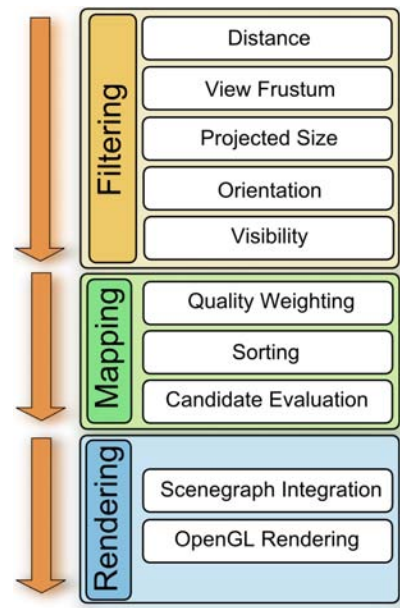 Filtering
Distance
View Frustum
Projected Size
Orientation
Visibility
Mapping
Quality Weighting
Sorting
Candidate Evaluation
Rendering
Scenegraph Integration
OpenGL Rendering